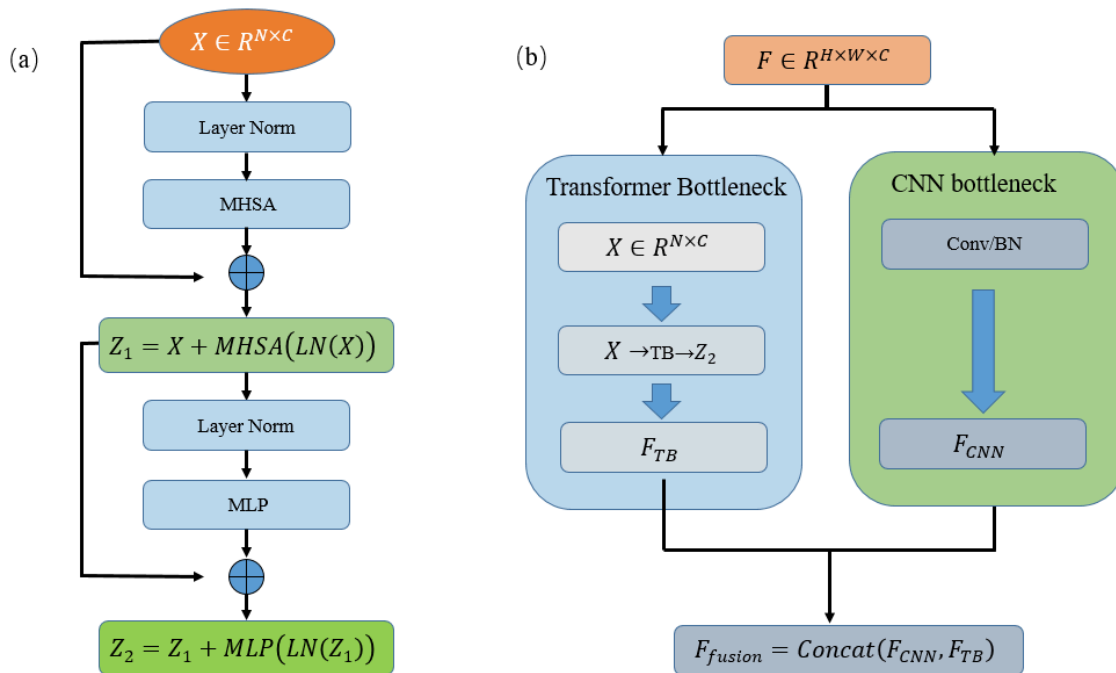 (a)
X ∈ R^{N×C}
Layer Norm
MHSA
Z_1 = X + MHSA(LN(X))
Layer Norm
MLP
Z_2 = Z_1 + MLP(LN(Z_1))
(b)
F ∈ R^{H×W×C}
Transformer Bottleneck
X ∈ R^{N×C}
X →TB→Z_2
F_{TB}
CNN bottleneck
Conv/BN
F_{CNN}
F_{fusion} = Concat(F_{CNN}, F_{TB})